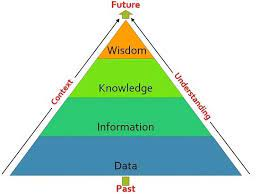 Future
Wisdom
Context
Understanding
Knowledge
Information
Data
Past